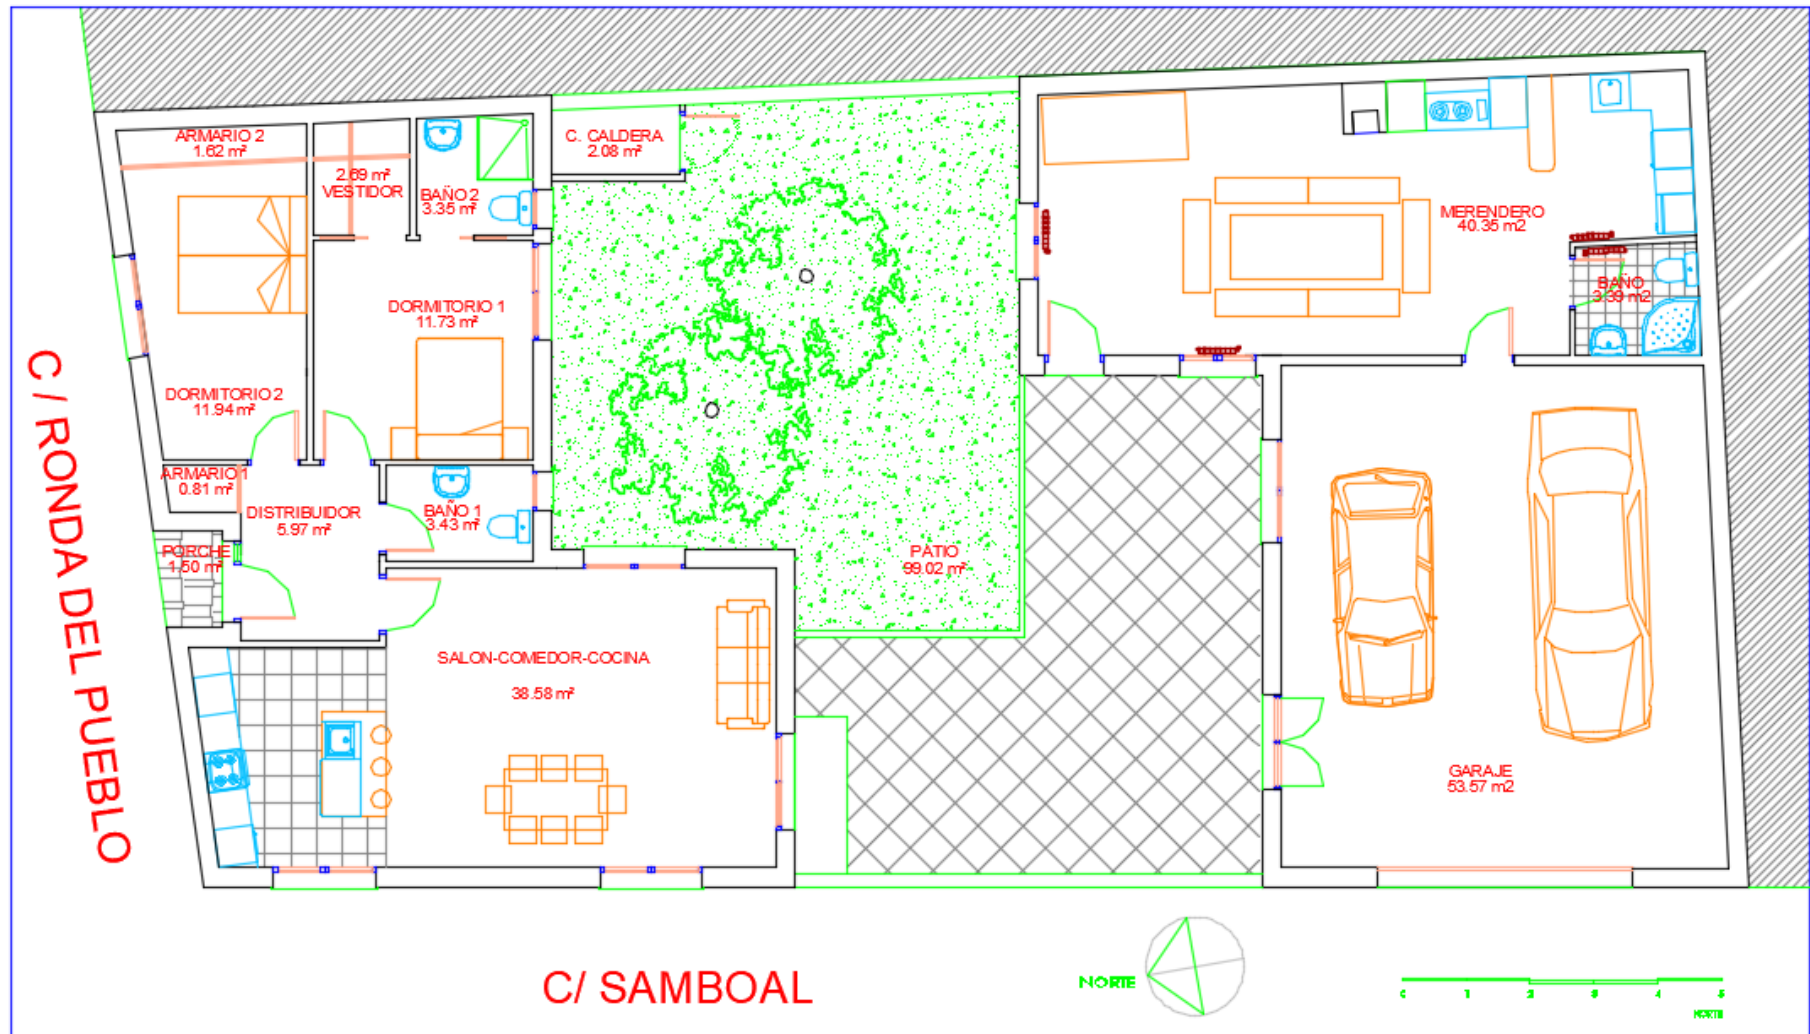 ARMARIO 2
1.62 m²
2.69 m²
VESTIDOR
BAÑO 2
3.35 m²
C. CALDERA
2.08 m²
MERENDERO
40.35 m2
BAÑO
3.39 m2
DORMITORIO 1
11.73 m²
DORMITORIO 2
11.94 m²
ARMARIO 1
0.81 m²
DISTRIBUIDOR
5.97 m²
BAÑO 1
3.43 m²
PORCHE
1.50 m²
PATIO
99.02 m²
SALON-COMEDOR-COCINA
38.58 m²
GARAJE
53.57 m2
C / RONDA DEL PUEBLO
C/ SAMBOAL
NORTE
0 1 2 3 4 5
NORTE